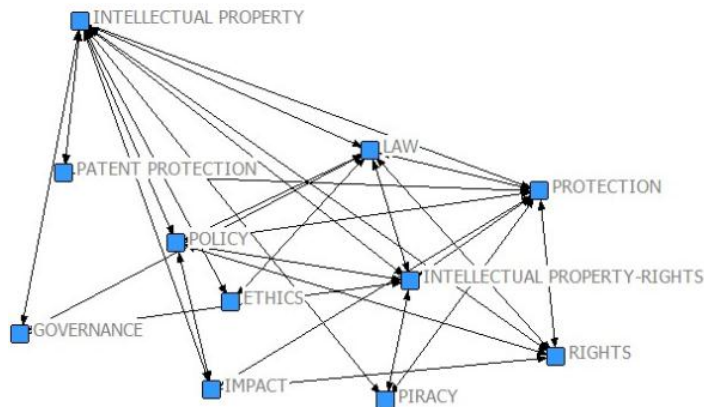 INTELLECTUAL PROPERTY
LAW
PATENT PROTECTION
PROTECTION
POLICY
INTELLECTUAL PROPERTY-RIGHTS
ETHICS
GOVERNANCE
RIGHTS
IMPACT
PIRACY